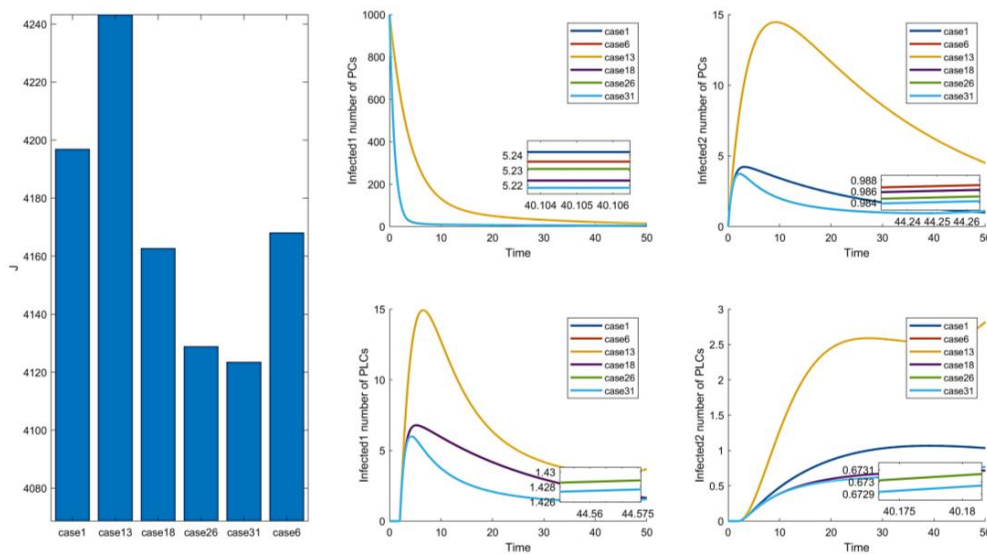 4240
4220
4200
4180
4160
4140
4120
4100
4080
J
case1 case13 case18 case26 case31 case6
1000
800
600
400
200
0
Infected1 number of PCs
0 10 20 30 40 50
Time
case1
case6
case13
case18
case26
case31
5.24
5.23
5.22
40.104 40.105 40.106
15
10
5
0
Infected2 number of PCs
0 10 20 30 40 50
Time
case1
case6
case13
case18
case26
case31
0.988
0.986
0.984
44.24 44.25 44.26
15
10
5
0
Infected1 number of PLCs
0 10 20 30 40 50
Time
case1
case6
case13
case18
case26
case31
1.43
1.428
1.426
44.56 44.575
3
2.5
2
1.5
1
0.5
0
Infected2 number of PLCs
0 10 20 30 40 50
Time
case1
case6
case13
case18
case26
case31
0.6731
0.673
0.6729
40.175 40.18